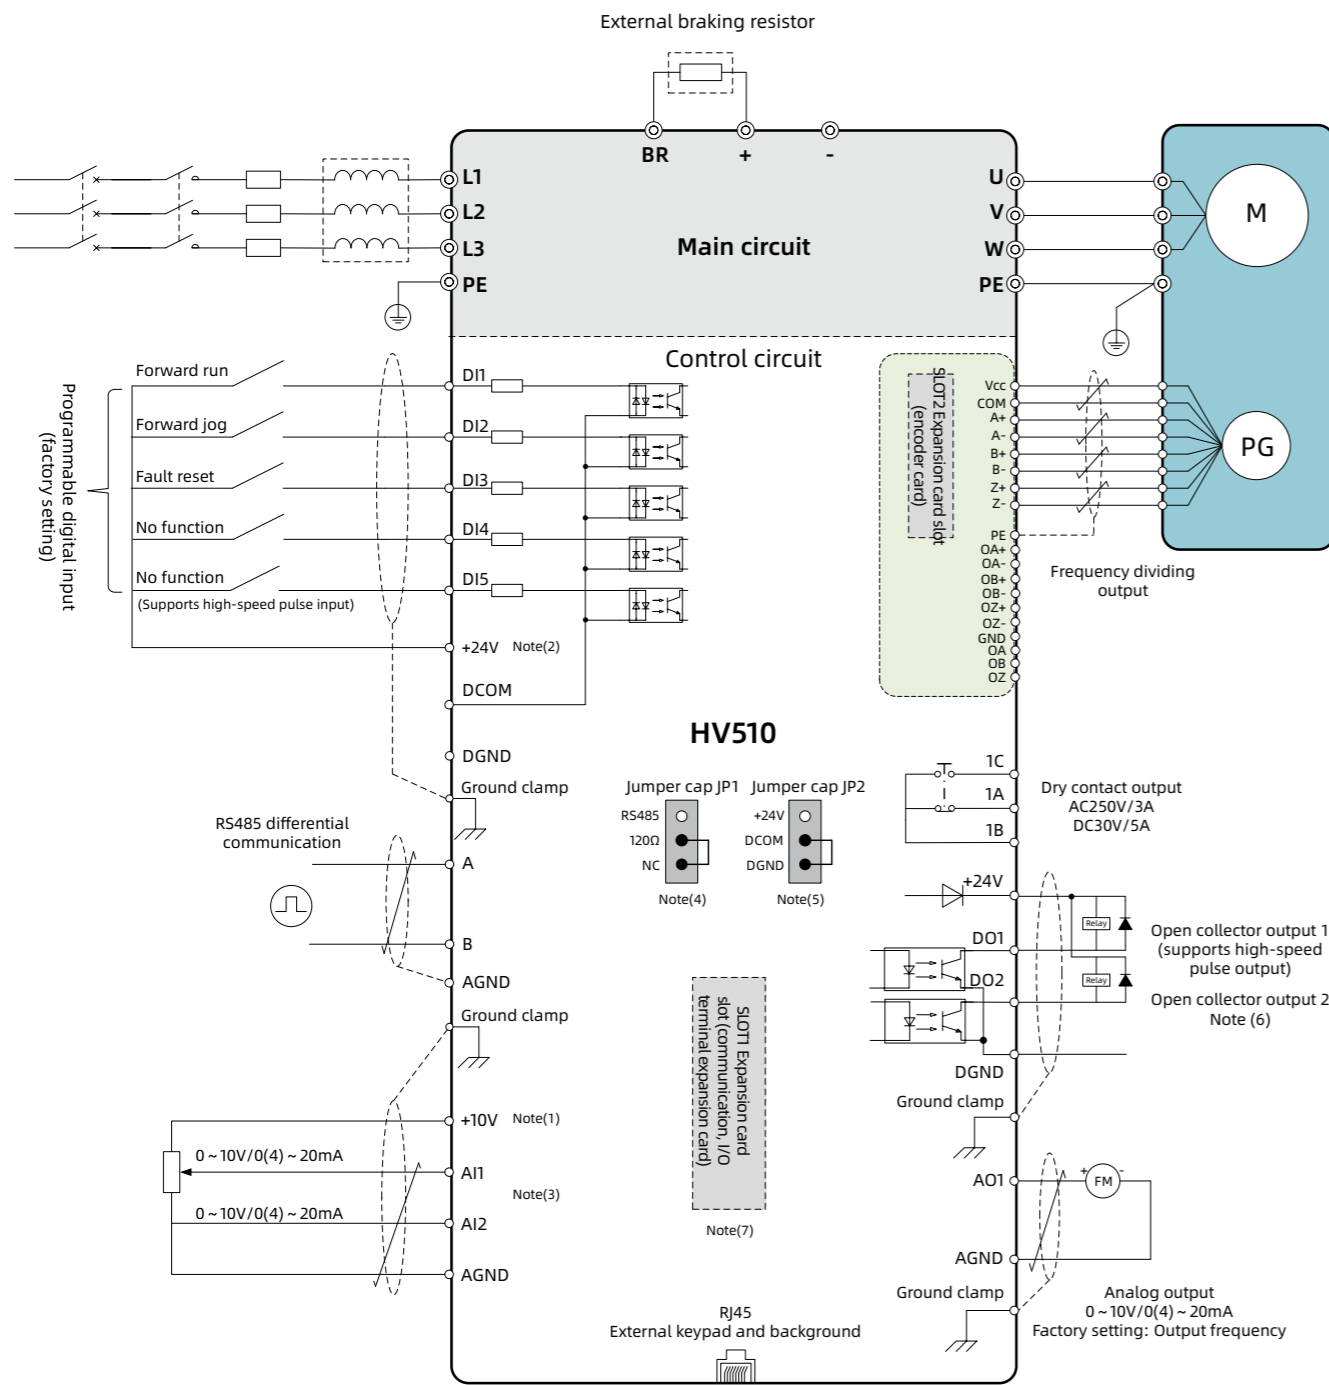 External braking resistor
BR
+
-
L1
L2
L3
PE
Main circuit
U
V
W
PE
M
Control circuit
Programmable digital input
(factory setting)
Forward run
Forward jog
Fault reset
No function
No function
(Supports high-speed pulse input)
DI1
DI2
DI3
DI4
DI5
+24V
Note(2)
DCOM
DGND
Ground clamp
SLOT2 Expansion card slot
(encoder card)
Vcc
COM
A+
A-
B+
B-
Z+
Z-
PE
OA+
OA-
OB+
OB-
OZ+
OZ-
GND
OA
OB
OZ
PG
Frequency dividing
output
HV510
Jumper cap JP1
RS485
120Ω
NC
Note(4)
Jumper cap JP2
+24V
DCOM
DGND
Note(5)
1C
1A
1B
Dry contact output
AC250V/3A
DC30V/5A
RS485 differential
communication
A
B
AGND
Ground clamp
+24V
DO1
DO2
DGND
Ground clamp
Relay
Relay
Open collector output 1
(supports high-speed
pulse output)
Open collector output 2
Note (6)
SLOT1 Expansion card
slot (communication, I/O
terminal expansion card)
Note(7)
+10V
Note(1)
0～10V/0(4)～20mA
AI1
Note(3)
0～10V/0(4)～20mA
AI2
AGND
AO1
+
-
FM
AGND
Ground clamp
Analog output
0～10V/0(4)～20mA
Factory setting: Output frequency
RJ45
External keypad and background